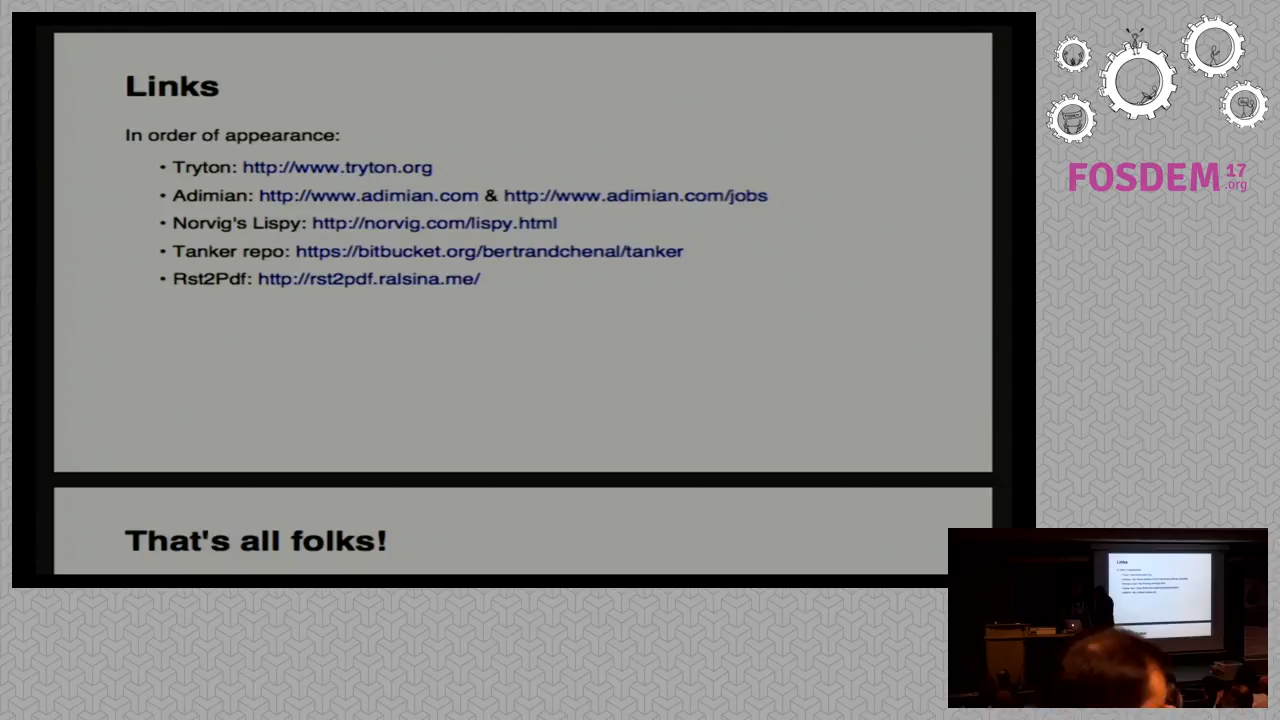 Links
In order of appearance:
• Tryton: http://www.tryton.org
• Adimian: http://www.adimian.com & http://www.adimian.com/jobs
• Norvig's Lispy: http://norvig.com/lispy.html
• Tanker repo: https://bitbucket.org/bertrandchenal/tanker
• Rst2Pdf: http://rst2pdf.ralsina.me/
That's all folks!
FOSDEM 17
.org
Links